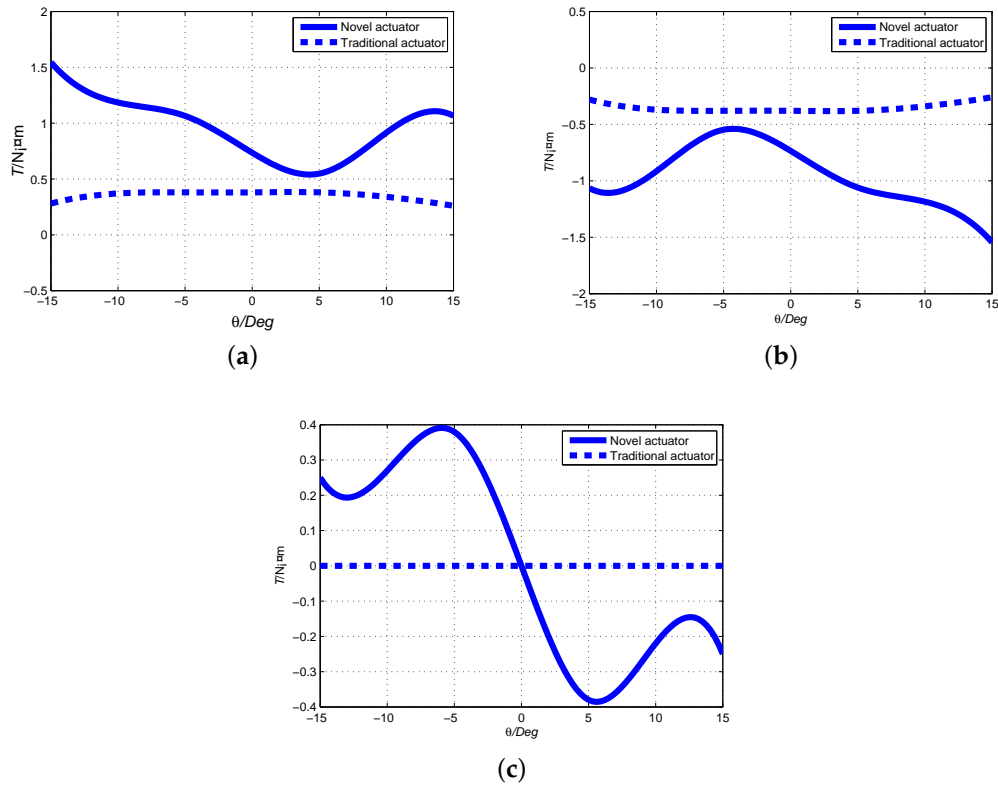 2
1.5
1
0.5
0
−0.5
T/N¡¤m
Novel actuator
Traditional actuator
−15 −10 −5 0 5 10 15
θ/Deg
(a)
0.5
0
−0.5
−1
−1.5
−2
T/N¡¤m
Novel actuator
Traditional actuator
−15 −10 −5 0 5 10 15
θ/Deg
(b)
0.4
0.3
0.2
0.1
0
−0.1
−0.2
−0.3
−0.4
T/N¡¤m
Novel actuator
Traditional actuator
−15 −10 −5 0 5 10 15
θ/Deg
(c)